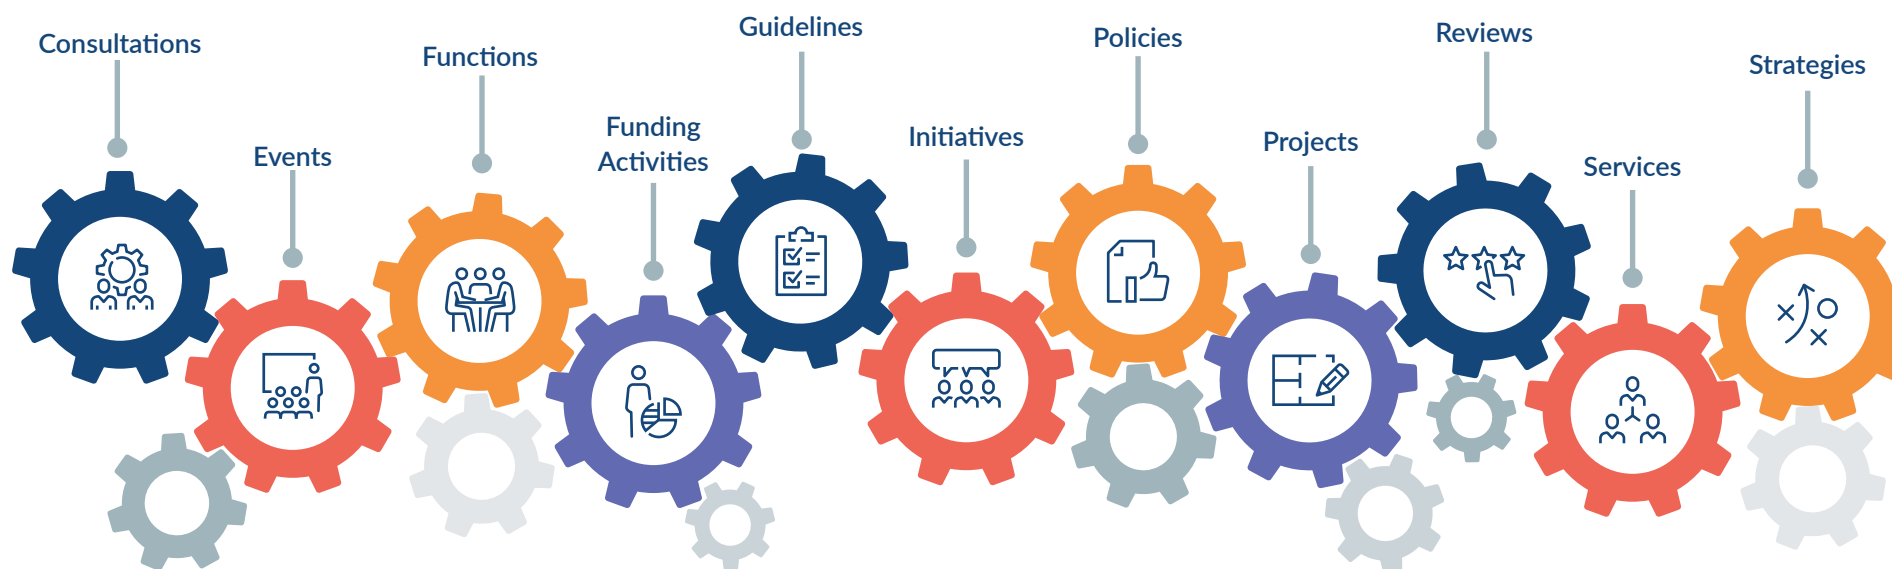 Consultations
Events
Functions
Funding
Activities
Guidelines
Initiatives
Policies
Projects
Reviews
Services
Strategies